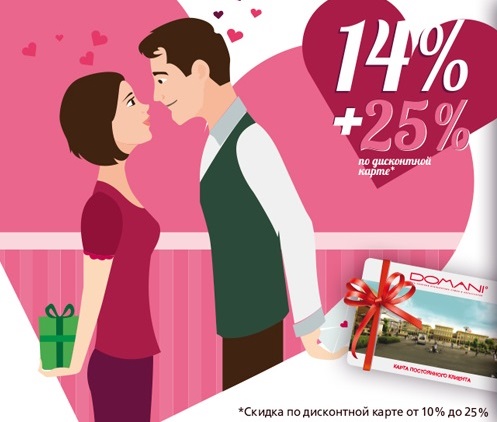 14%
+25%
по дисконтной
карте*
DOMANI®
КАРТА ПОСТОЯННОГО КЛИЕНТА
*Скидка по дисконтной карте от 10% до 25%